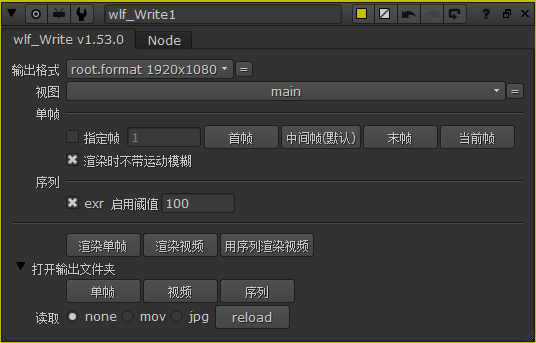 wlf_Write1
wlf_Write v1.53.0 Node
输出格式 root.format 1920x1080 =
视图 main =
单帧
指定帧 1 首帧 中间帧(默认) 末帧 当前帧
渲染时不带运动模糊
序列
exr 启用阈值 100
渲染单帧 渲染视频 用序列渲染视频
打开输出文件夹
单帧 视频 序列
读取 none mov jpg reload